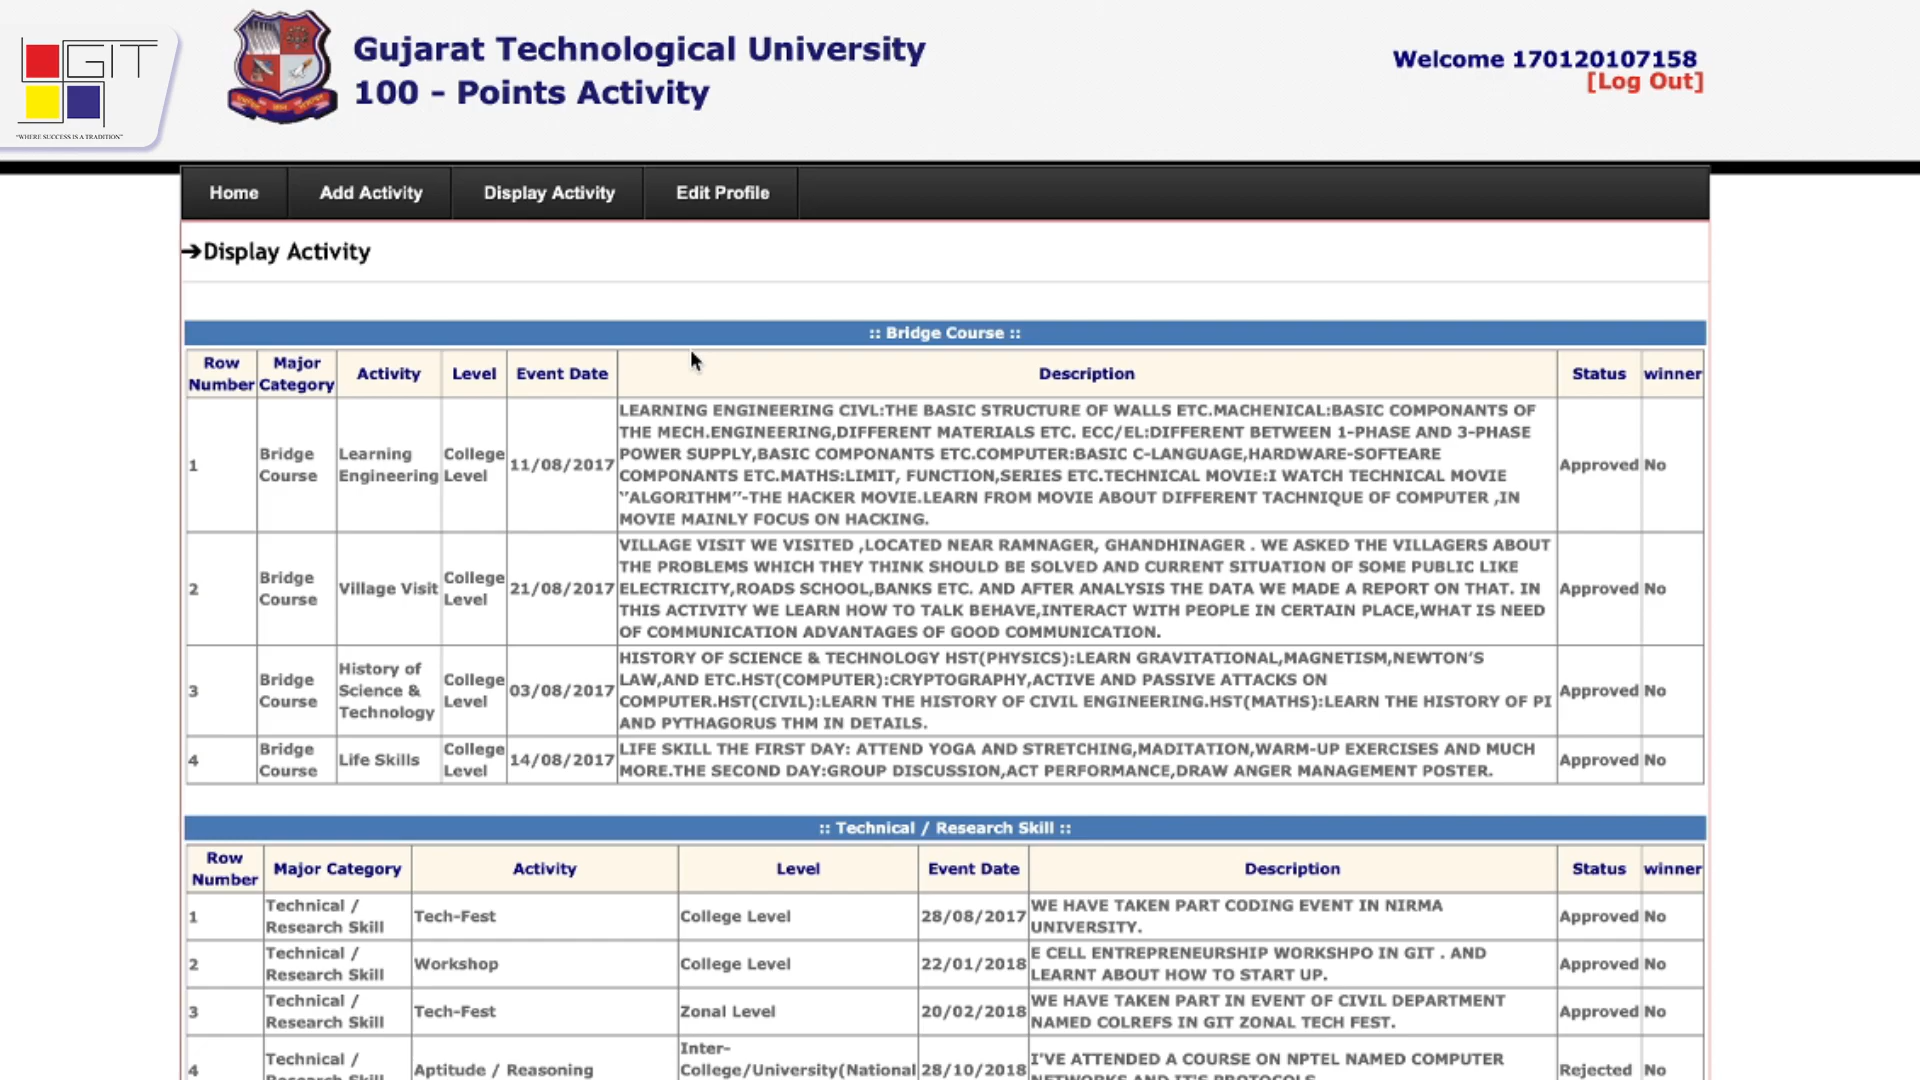 GIT
"WHERE SUCCESS IS A TRADITION"
Gujarat Technological University
100 - Points Activity
Welcome 170120107158
[Log Out]
Home Add Activity Display Activity Edit Profile
➔Display Activity
:: Bridge Course ::
Row Number Major Category Activity Level Event Date Description Status winner
1 Bridge Course Learning Engineering College Level 11/08/2017
LEARNING ENGINEERING CIVL:THE BASIC STRUCTURE OF WALLS ETC.MACHENICAL:BASIC COMPONANTS OF
THE MECH.ENGINEERING,DIFFERENT MATERIALS ETC. ECC/EL:DIFFERENT BETWEEN 1-PHASE AND 3-PHASE
POWER SUPPLY,BASIC COMPONANTS ETC.COMPUTER:BASIC C-LANGUAGE,HARDWARE-SOFTEARE
COMPONANTS ETC.MATHS:LIMIT, FUNCTION,SERIES ETC.TECHNICAL MOVIE:I WATCH TECHNICAL MOVIE
‘’ALGORITHM’’-THE HACKER MOVIE.LEARN FROM MOVIE ABOUT DIFFERENT TACHNIQUE OF COMPUTER ,IN
MOVIE MAINLY FOCUS ON HACKING.
Approved No
2 Bridge Course Village Visit College Level 21/08/2017
VILLAGE VISIT WE VISITED ,LOCATED NEAR RAMNAGER, GHANDHINAGER . WE ASKED THE VILLAGERS ABOUT
THE PROBLEMS WHICH THEY THINK SHOULD BE SOLVED AND CURRENT SITUATION OF SOME PUBLIC LIKE
ELECTRICITY,ROADS SCHOOL,BANKS ETC. AND AFTER ANALYSIS THE DATA WE MADE A REPORT ON THAT. IN
THIS ACTIVITY WE LEARN HOW TO TALK BEHAVE,INTERACT WITH PEOPLE IN CERTAIN PLACE,WHAT IS NEED
OF COMMUNICATION ADVANTAGES OF GOOD COMMUNICATION.
Approved No
3 Bridge Course History of Science & Technology College Level 03/08/2017
HISTORY OF SCIENCE & TECHNOLOGY HST(PHYSICS):LEARN GRAVITATIONAL,MAGNETISM,NEWTON’S
LAW,AND ETC.HST(COMPUTER):CRYPTOGRAPHY,ACTIVE AND PASSIVE ATTACKS ON
COMPUTER.HST(CIVIL):LEARN THE HISTORY OF CIVIL ENGINEERING.HST(MATHS):LEARN THE HISTORY OF PI
AND PYTHAGORUS THM IN DETAILS.
Approved No
4 Bridge Course Life Skills College Level 14/08/2017
LIFE SKILL THE FIRST DAY: ATTEND YOGA AND STRETCHING,MADITATION,WARM-UP EXERCISES AND MUCH
MORE.THE SECOND DAY:GROUP DISCUSSION,ACT PERFORMANCE,DRAW ANGER MANAGEMENT POSTER.
Approved No
:: Technical / Research Skill ::
Row Number Major Category Activity Level Event Date Description Status winner
1 Technical / Research Skill Tech-Fest College Level 28/08/2017
WE HAVE TAKEN PART CODING EVENT IN NIRMA
UNIVERSITY.
Approved No
2 Technical / Research Skill Workshop College Level 22/01/2018
E CELL ENTREPRENEURSHIP WORKSHPO IN GIT . AND
LEARNT ABOUT HOW TO START UP.
Approved No
3 Technical / Research Skill Tech-Fest Zonal Level 20/02/2018
WE HAVE TAKEN PART IN EVENT OF CIVIL DEPARTMENT
NAMED COLREFS IN GIT ZONAL TECH FEST.
Approved No
4 Technical / Research Skill Aptitude / Reasoning Inter-College/University(National 28/10/2018
I’VE ATTENDED A COURSE ON NPTEL NAMED COMPUTER
NETWORKS AND IT’S PROTOCOLS
Rejected No